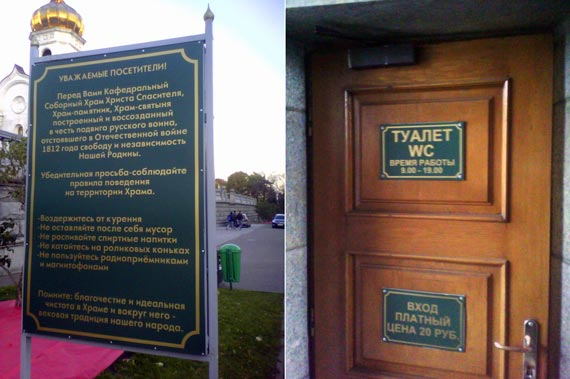 УВАЖАЕМЫЕ ПОСЕТИТЕЛИ!
Перед Вами Кафедральный
Соборный Храм Христа Спасителя,
Храм-памятник, Храм-святыня
построенный и воссозданный
в честь подвига русского воина,
отстоявшего в Отечественной войне
1812 года свободу и независимость
Нашей Родины.
Убедительная просьба-соблюдайте
правила поведения
на территории Храма.
-Воздержитесь от курения
-Не оставляйте после себя мусор
-Не распивайте спиртные напитки
-Не катайтесь на роликовых коньках
-Не пользуйтесь радиоприёмниками
и магнитофонами
Помните: благочестие и идеальная
чистота в Храме и вокруг него -
вековая традиция нашего народа.
ТУАЛЕТ
WC
ВРЕМЯ РАБОТЫ
9.00 - 19.00
ВХОД
ПЛАТНЫЙ
ЦЕНА 20 РУБ.